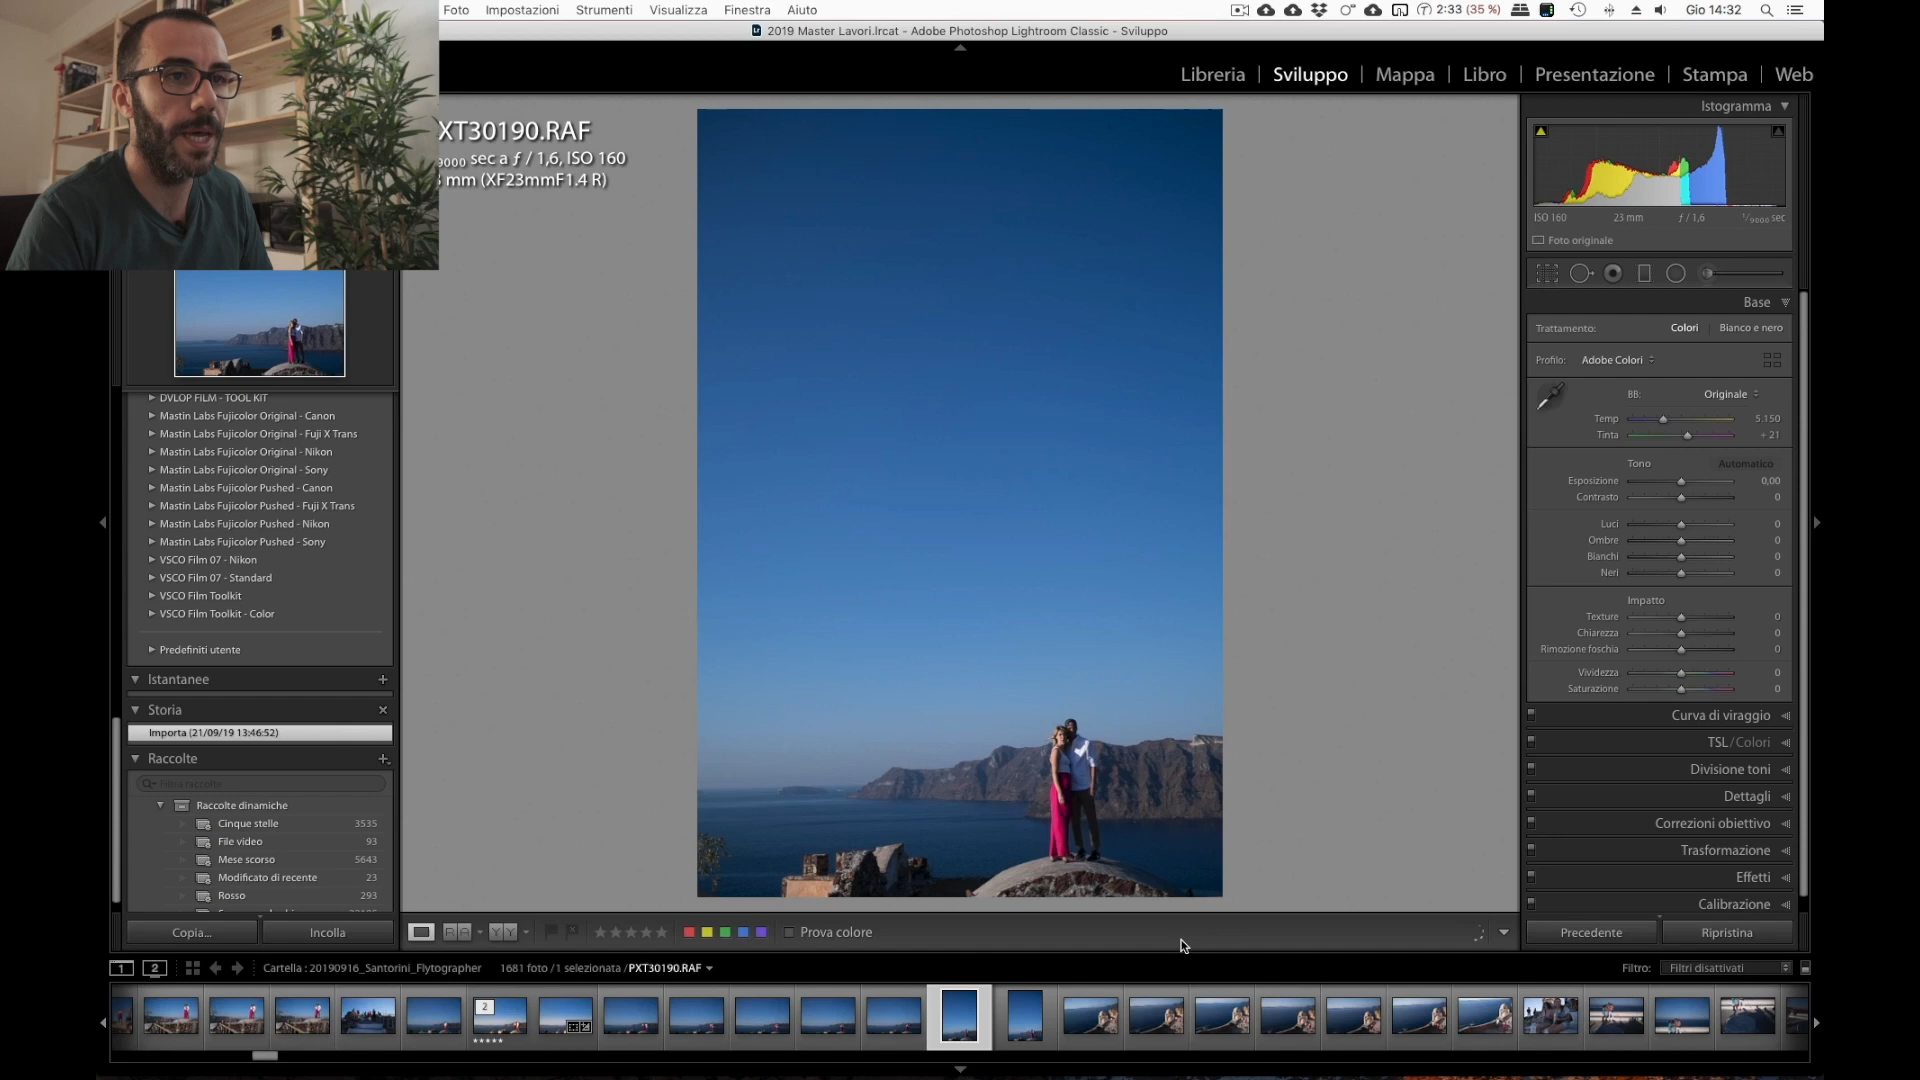 Foto Impostazioni Strumenti Visualizza Finestra Aiuto
2:33 (35 %) Gio 14:32
2019 Master Lavori.lrcat - Adobe Photoshop Lightroom Classic - Sviluppo
Libreria | Sviluppo | Mappa | Libro | Presentazione | Stampa | Web
XT30190.RAF
9000 sec a ƒ / 1,6, ISO 160
mm (XF23mmF1.4 R)
Istogramma
ISO 160 23 mm ƒ / 1,6 1/9000 sec
Foto originale
Base
Trattamento: Colori Bianco e nero
Profilo: Adobe Colori
BB: Originale
Temp 5.150
Tinta + 21
Tono Automatico
Esposizione 0,00
Contrasto 0
Luci 0
Ombre 0
Bianchi 0
Neri 0
Impatto
Texture 0
Chiarezza 0
Rimozione foschia 0
Vividezza 0
Saturazione 0
Curva di viraggio
TSL / Colori
Divisione toni
Dettagli
Correzioni obiettivo
Trasformazione
Effetti
Calibrazione
Precedente Ripristina
DVLOP FILM - TOOL KIT
Mastin Labs Fujicolor Original - Canon
Mastin Labs Fujicolor Original - Fuji X Trans
Mastin Labs Fujicolor Original - Nikon
Mastin Labs Fujicolor Original - Sony
Mastin Labs Fujicolor Pushed - Canon
Mastin Labs Fujicolor Pushed - Fuji X Trans
Mastin Labs Fujicolor Pushed - Nikon
Mastin Labs Fujicolor Pushed - Sony
VSCO Film 07 - Nikon
VSCO Film 07 - Standard
VSCO Film Toolkit
VSCO Film Toolkit - Color
Predefiniti utente
Istantanee
Storia
Importa (21/09/19 13:46:52)
Raccolte
Filtra raccolte
Raccolte dinamiche
Cinque stelle 3535
File video 93
Mese scorso 5643
Modificato di recente 23
Rosso 293
Copia... Incolla
R A Y Y Prova colore
1 2 Cartella : 20190916_Santorini_Flytographer 1681 foto /1 selezionata /PXT30190.RAF
Filtro: Filtri disattivati
2